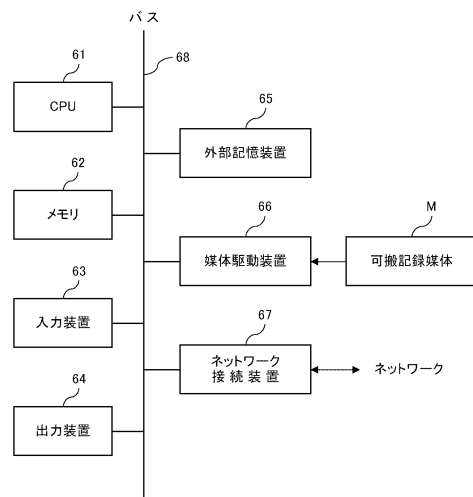 バス
68
61
CPU
65
外部記憶装置
62
メモリ
66
媒体駆動装置
M
可搬記録媒体
63
入力装置
67
ネットワーク
接続装置
ネットワーク
64
出力装置